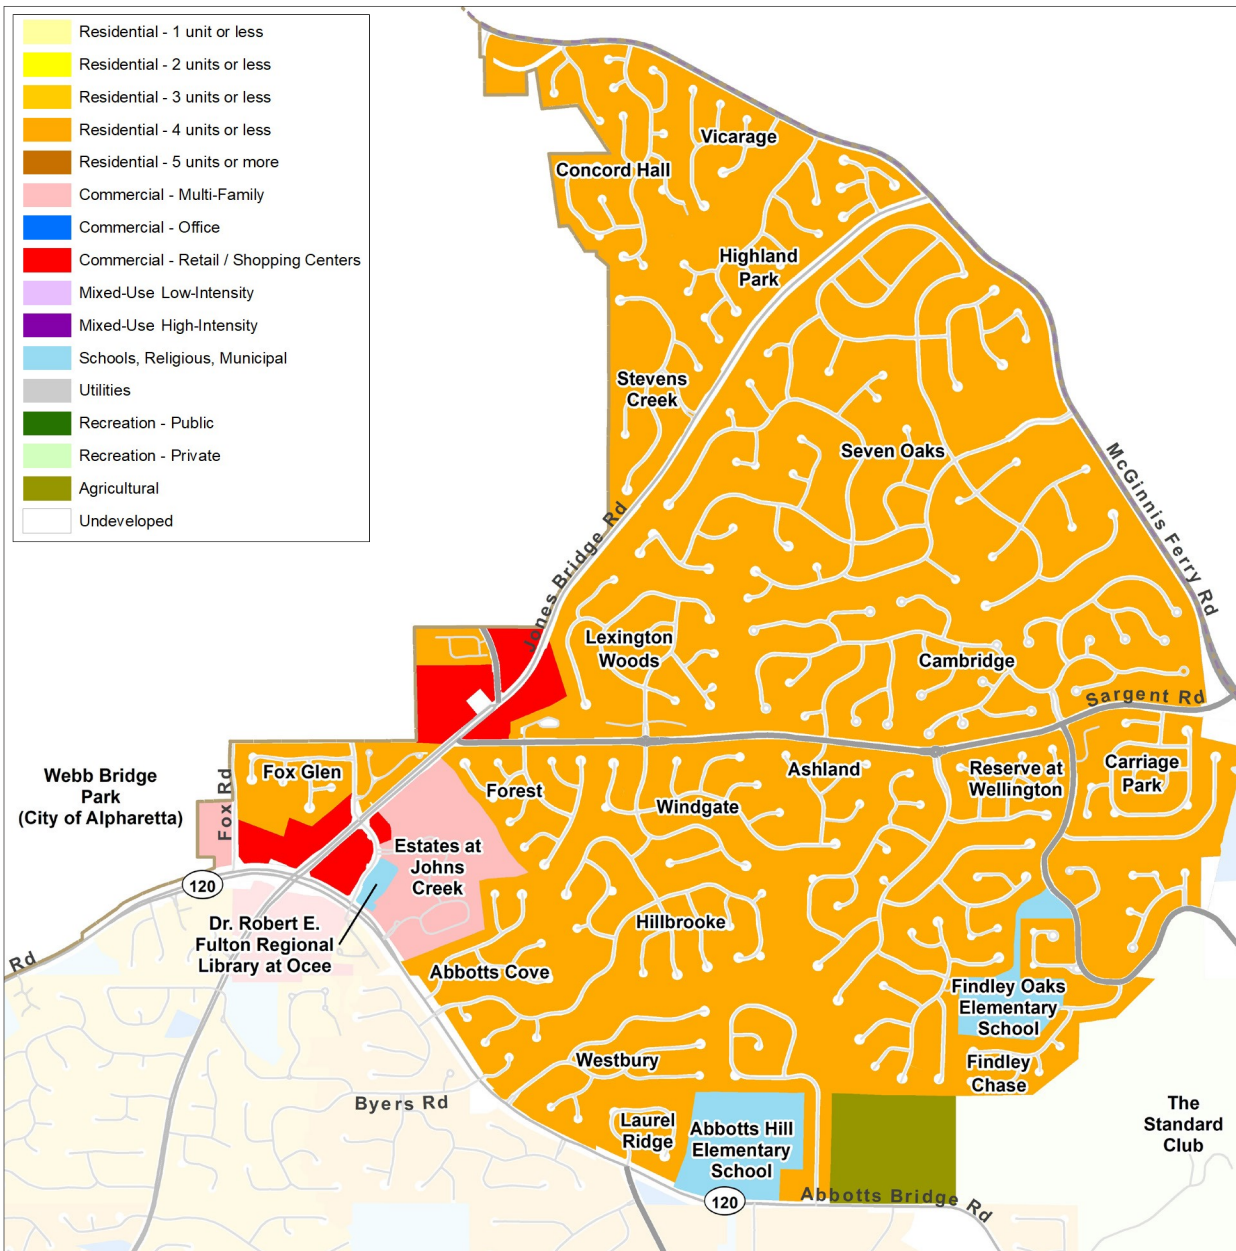 Residential - 1 unit or less
Residential - 2 units or less
Residential - 3 units or less
Residential - 4 units or less
Residential - 5 units or more
Commercial - Multi-Family
Commercial - Office
Commercial - Retail / Shopping Centers
Mixed-Use Low-Intensity
Mixed-Use High-Intensity
Schools, Religious, Municipal
Utilities
Recreation - Public
Recreation - Private
Agricultural
Undeveloped
Vicarage
Concord Hall
Highland
Park
Stevens
Creek
Seven Oaks
McGinnis Ferry Rd
Jones Bridge Rd
Lexington
Woods
Cambridge
Sargent Rd
Webb Bridge
Park
(City of Alpharetta)
Fox Rd
Fox Glen
Forest
Windgate
Ashland
Reserve at
Wellington
Carriage
Park
Estates at
Johns
Creek
120
Dr. Robert E.
Fulton Regional
Library at Ocee
Rd
Hillbrooke
Abbotts Cove
Findley Oaks
Elementary
School
Westbury
Findley
Chase
Byers Rd
Laurel
Ridge
Abbotts Hill
Elementary
School
The
Standard
Club
120
Abbotts Bridge Rd